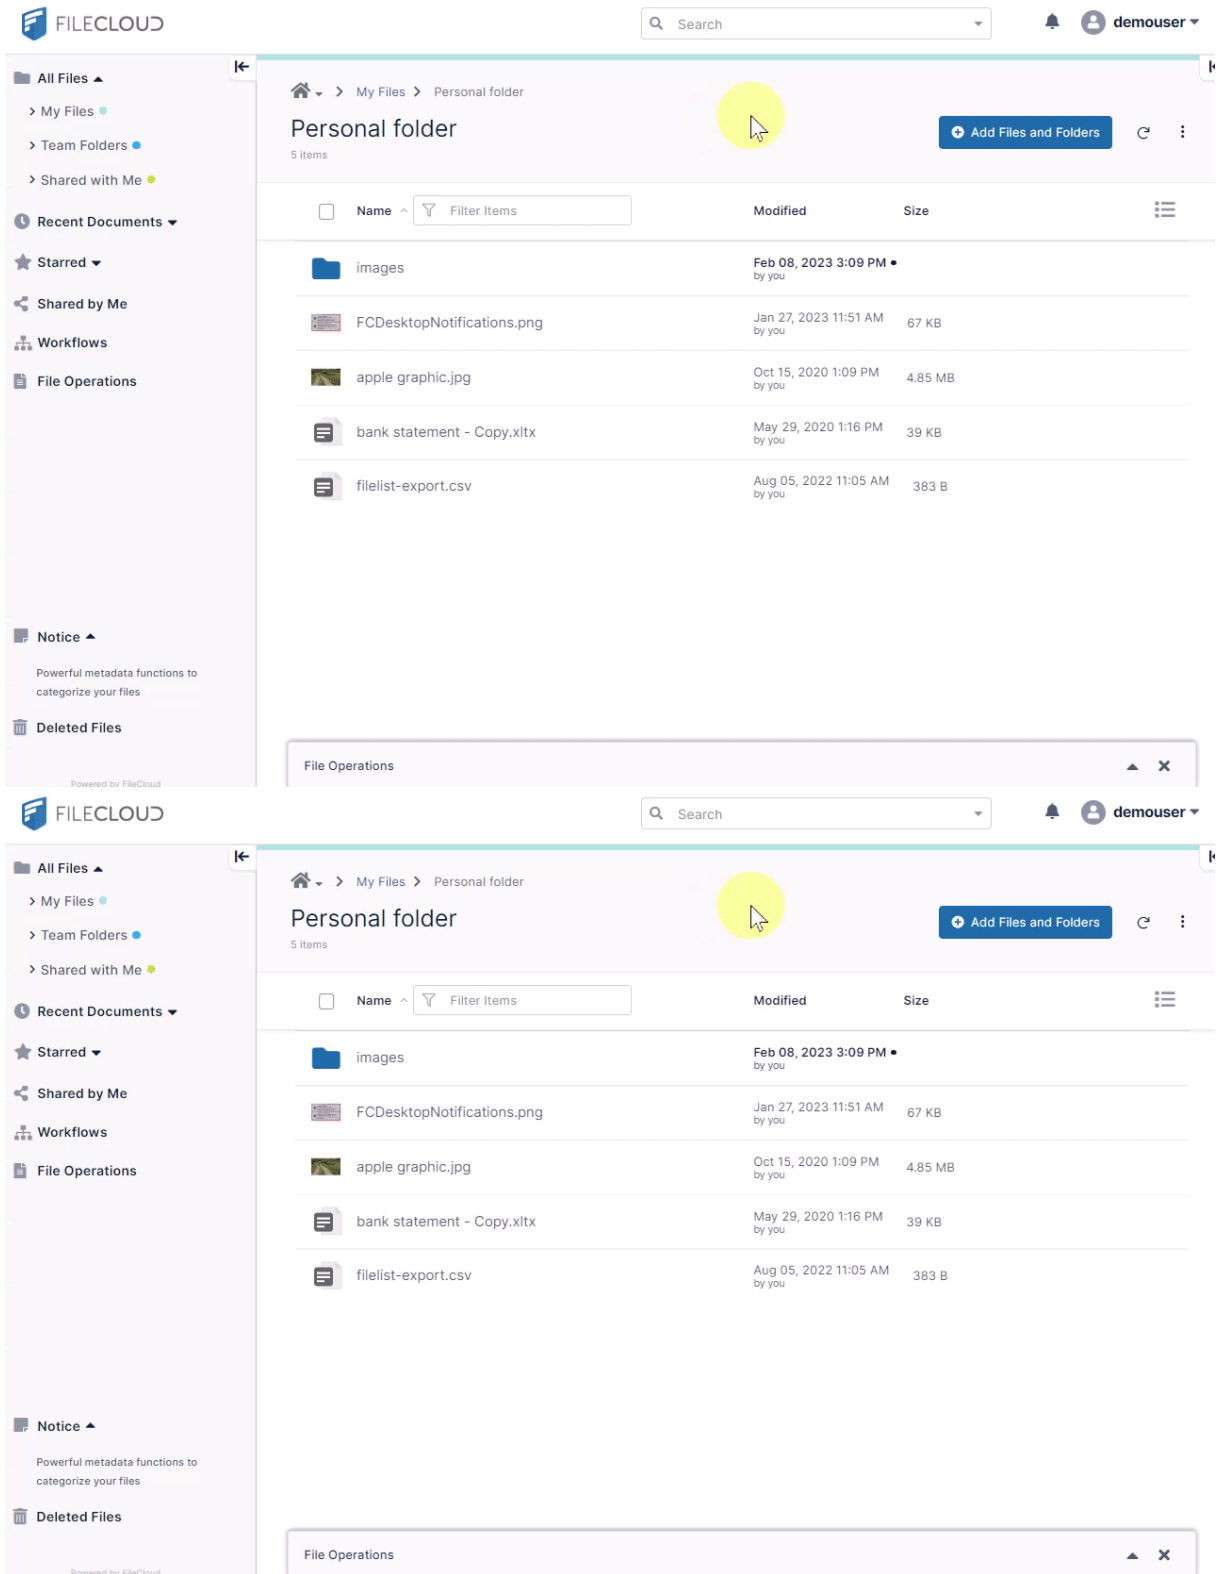 FILECLOUD
Search
demouser
All Files
My Files
Team Folders
Shared with Me
Recent Documents
Starred
Shared by Me
Workflows
File Operations
Notice
Powerful metadata functions to
categorize your files
Deleted Files
Powered by FileCloud
My Files Personal folder
Personal folder
5 items
Add Files and Folders
Name Filter Items Modified Size
images Feb 08, 2023 3:09 PM
by you
FCDesktopNotifications.png Jan 27, 2023 11:51 AM 67 KB
by you
apple graphic.jpg Oct 15, 2020 1:09 PM 4.85 MB
by you
bank statement - Copy.xltx May 29, 2020 1:16 PM 39 KB
by you
filelist-export.csv Aug 05, 2022 11:05 AM 383 B
by you
File Operations
FILECLOUD
Search
demouser
All Files
My Files
Team Folders
Shared with Me
Recent Documents
Starred
Shared by Me
Workflows
File Operations
Notice
Powerful metadata functions to
categorize your files
Deleted Files
Powered by FileCloud
My Files Personal folder
Personal folder
5 items
Add Files and Folders
Name Filter Items Modified Size
images Feb 08, 2023 3:09 PM
by you
FCDesktopNotifications.png Jan 27, 2023 11:51 AM 67 KB
by you
apple graphic.jpg Oct 15, 2020 1:09 PM 4.85 MB
by you
bank statement - Copy.xltx May 29, 2020 1:16 PM 39 KB
by you
filelist-export.csv Aug 05, 2022 11:05 AM 383 B
by you
File Operations